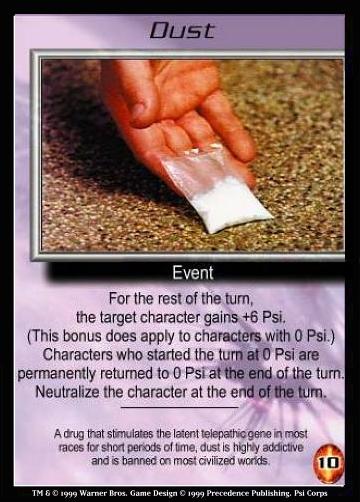 Dust
Event
For the rest of the turn,
the target character gains +6 Psi.
(This bonus does apply to characters with 0 Psi.)
Characters who started the turn at 0 Psi are
permanently returned to 0 Psi at the end of the turn.
Neutralize the character at the end of the turn.
A drug that stimulates the latent telepathic gene in most
races for short periods of time, dust is highly addictive
and is banned on most civilized worlds.
10
TM & © 1999 Warner Bros. Game Design © 1999 Precedence Publishing. Psi Corps